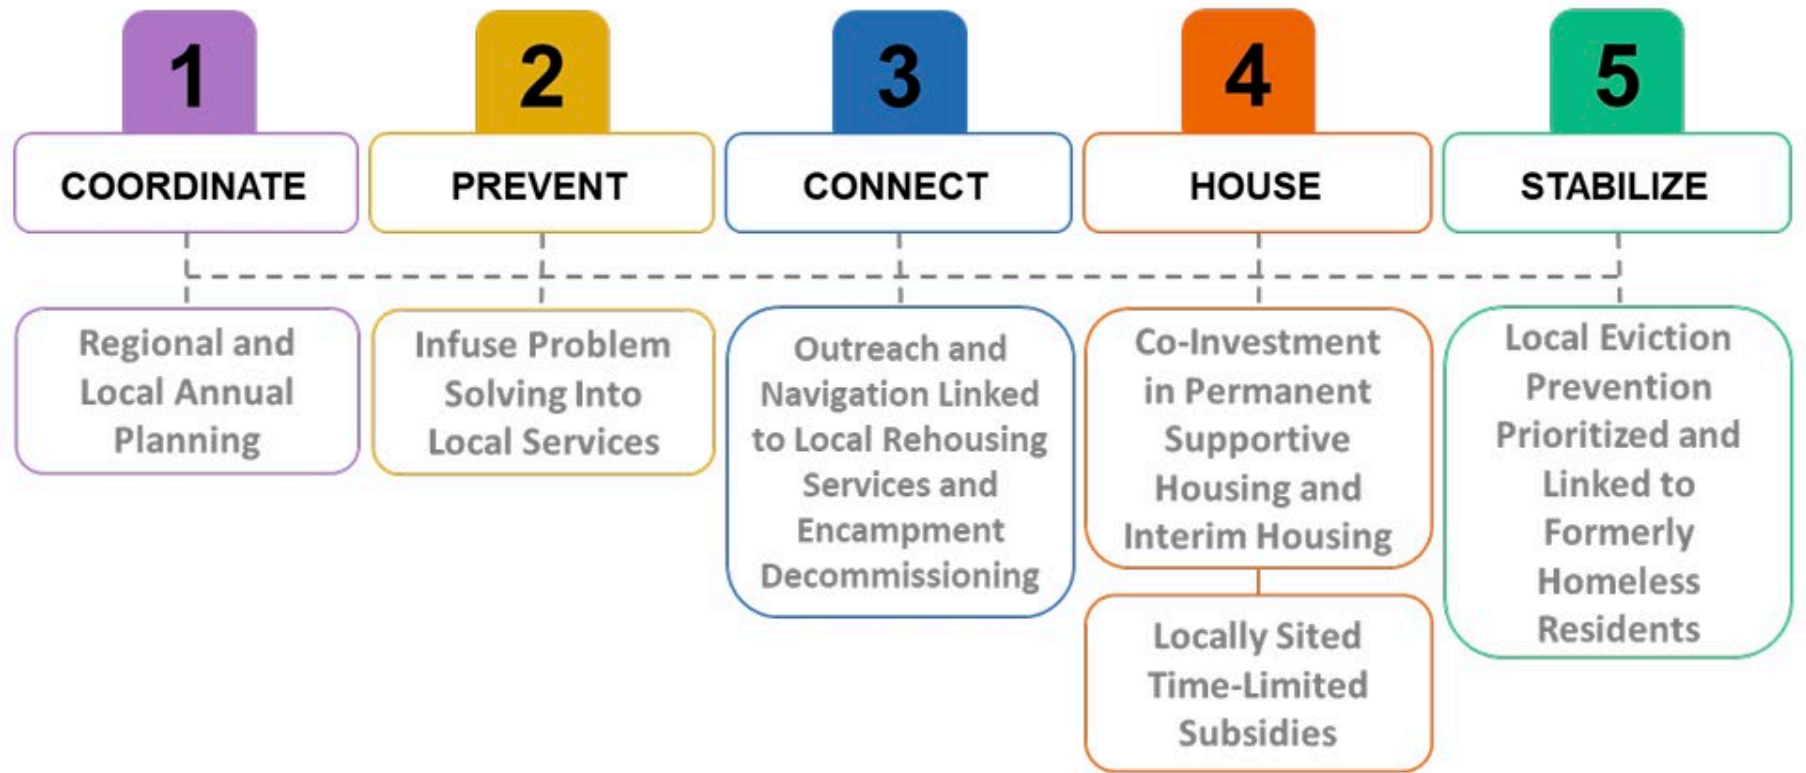 1
COORDINATE
Regional and
Local Annual
Planning
2
PREVENT
Infuse Problem
Solving Into
Local Services
3
CONNECT
Outreach and
Navigation Linked
to Local Rehousing
Services and
Encampment
Decommissioning
4
HOUSE
Co-Investment
in Permanent
Supportive
Housing and
Interim Housing
Locally Sited
Time-Limited
Subsidies
5
STABILIZE
Local Eviction
Prevention
Prioritized and
Linked to
Formerly
Homeless
Residents